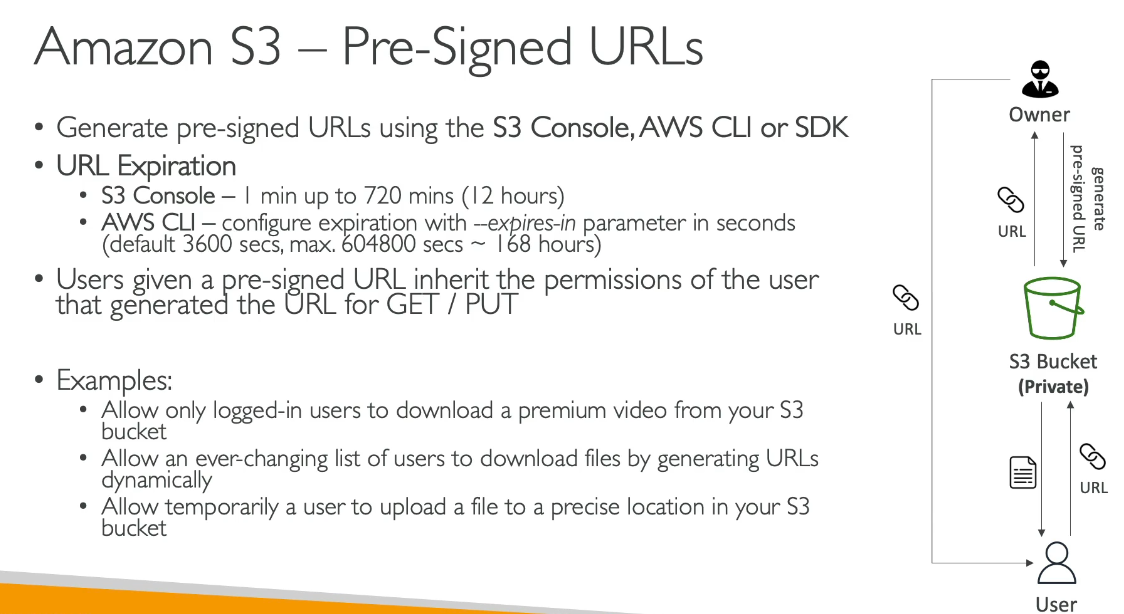 Amazon S3 – Pre-Signed URLs
• Generate pre-signed URLs using the S3 Console, AWS CLI or SDK
• URL Expiration
• S3 Console – 1 min up to 720 mins (12 hours)
• AWS CLI – configure expiration with --expires-in parameter in seconds
(default 3600 secs, max. 604800 secs ~ 168 hours)
• Users given a pre-signed URL inherit the permissions of the user
that generated the URL for GET / PUT
• Examples:
• Allow only logged-in users to download a premium video from your S3
bucket
• Allow an ever-changing list of users to download files by generating URLs
dynamically
• Allow temporarily a user to upload a file to a precise location in your S3
bucket
Owner
generate
pre-signed URL
URL
URL
S3 Bucket
(Private)
URL
User